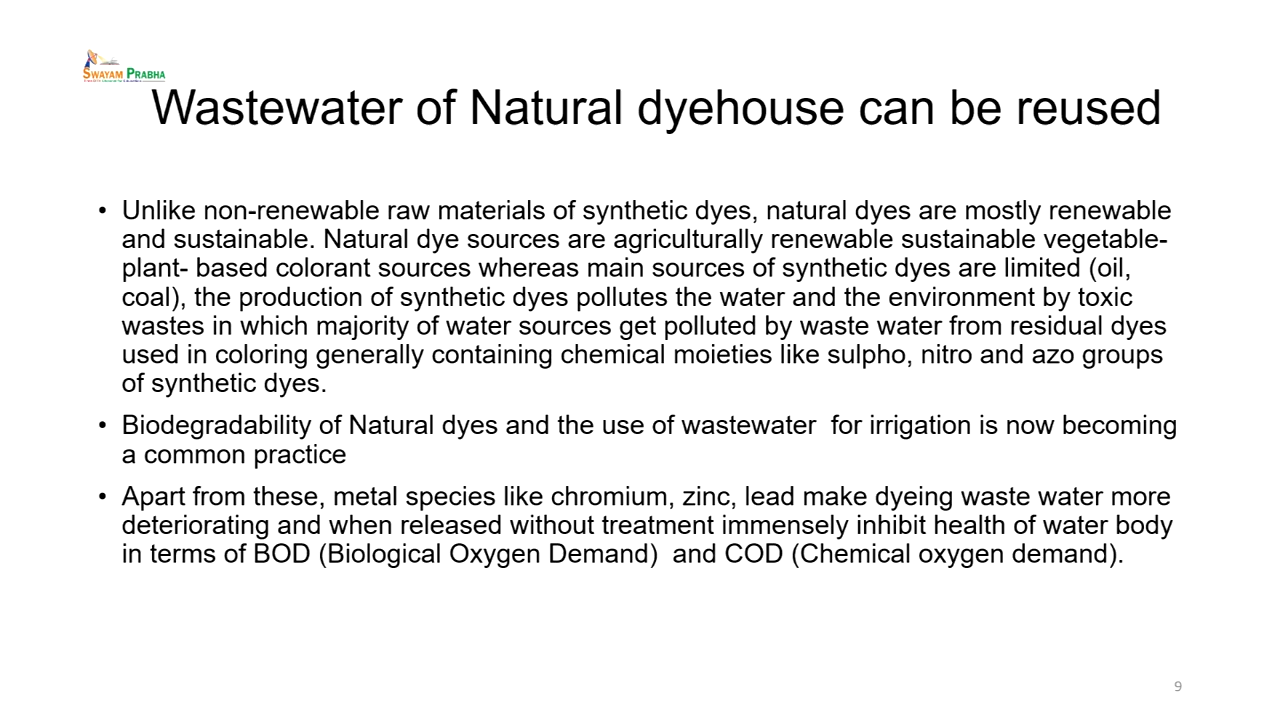 SWAYAM PRABHA
Wastewater of Natural dyehouse can be reused
• Unlike non-renewable raw materials of synthetic dyes, natural dyes are mostly renewable
and sustainable. Natural dye sources are agriculturally renewable sustainable vegetable-
plant- based colorant sources whereas main sources of synthetic dyes are limited (oil,
coal), the production of synthetic dyes pollutes the water and the environment by toxic
wastes in which majority of water sources get polluted by waste water from residual dyes
used in coloring generally containing chemical moieties like sulpho, nitro and azo groups
of synthetic dyes.
• Biodegradability of Natural dyes and the use of wastewater  for irrigation is now becoming
a common practice
• Apart from these, metal species like chromium, zinc, lead make dyeing waste water more
deteriorating and when released without treatment immensely inhibit health of water body
in terms of BOD (Biological Oxygen Demand)  and COD (Chemical oxygen demand).
9